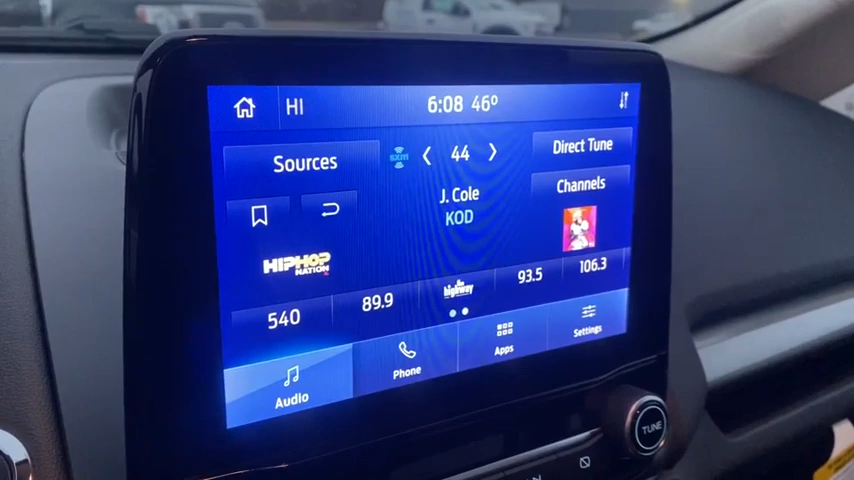 HI
6:08 46°
Sources
SXM
44
Direct Tune
J. Cole
Channels
KOD
HIPHOP
NATION
540
89.9
the
highway
93.5
106.3
Audio
Phone
Apps
Settings
TUNE